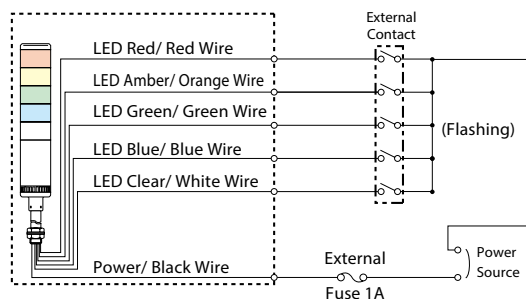 External
Contact
LED Red/ Red Wire
LED Amber/ Orange Wire
LED Green/ Green Wire
(Flashing)
LED Blue/ Blue Wire
LED Clear/ White Wire
Power/ Black Wire
External
Fuse 1A
Power
Source